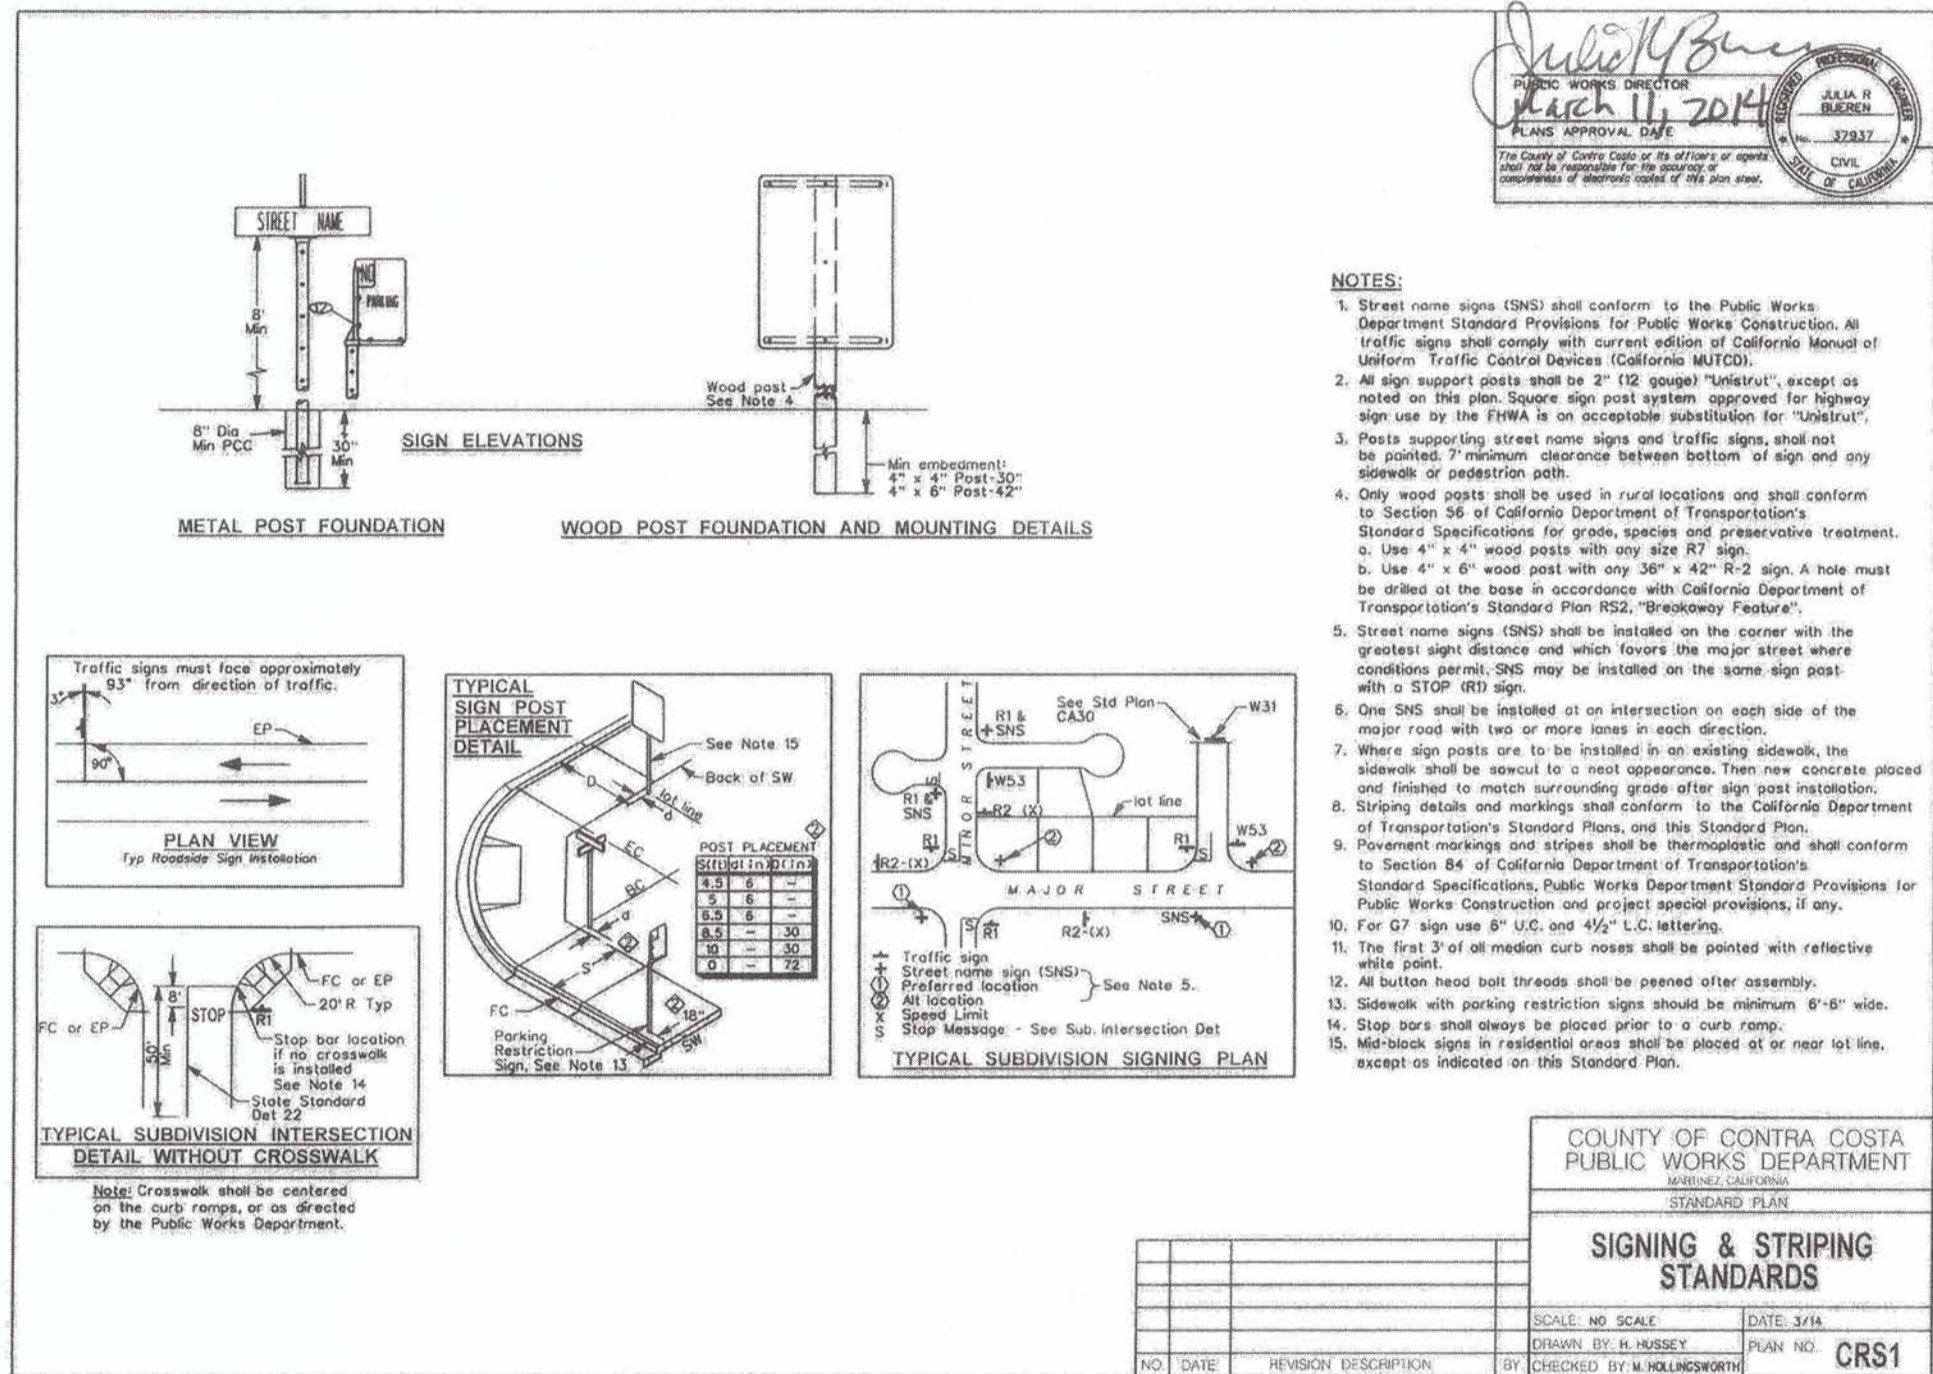 Julia R Bueren
PUBLIC WORKS DIRECTOR
March 11, 2014
PLANS APPROVAL DATE
The County of Contra Costa or its officers or agents
shall not be responsible for the accuracy or
completeness of electronic copies of this plan sheet.
REGISTERED PROFESSIONAL ENGINEER
JULIA R
BUEREN
No. 37937
CIVIL
STATE OF CALIFORNIA
STREET NAME
NO
PARKING
12
8'
Min
8" Dia
Min PCC
30"
Min
SIGN ELEVATIONS
METAL POST FOUNDATION
Wood post
See Note 4
Min embedment:
4" x 4" Post-30"
4" x 6" Post-42"
WOOD POST FOUNDATION AND MOUNTING DETAILS
NOTES:
1. Street name signs (SNS) shall conform to the Public Works
Department Standard Provisions for Public Works Construction. All
traffic signs shall comply with current edition of California Manual of
Uniform Traffic Control Devices (California MUTCD).
2. All sign support posts shall be 2" (12 gauge) "Unistrut", except as
noted on this plan. Square sign post system approved for highway
sign use by the FHWA is an acceptable substitution for "Unistrut".
3. Posts supporting street name signs and traffic signs, shall not
be painted. 7' minimum clearance between bottom of sign and any
sidewalk or pedestrian path.
4. Only wood posts shall be used in rural locations and shall conform
to Section 56 of California Department of Transportation's
Standard Specifications for grade, species and preservative treatment.
a. Use 4" x 4" wood posts with any size R7 sign.
b. Use 4" x 6" wood post with any 36" x 42" R-2 sign. A hole must
be drilled at the base in accordance with California Department of
Transportation's Standard Plan RS2, "Breakaway Feature".
5. Street name signs (SNS) shall be installed on the corner with the
greatest sight distance and which favors the major street where
conditions permit. SNS may be installed on the same sign post
with a STOP (R1) sign.
6. One SNS shall be installed at an intersection on each side of the
major road with two or more lanes in each direction.
7. Where sign posts are to be installed in an existing sidewalk, the
sidewalk shall be sawcut to a neat appearance. Then new concrete placed
and finished to match surrounding grade after sign post installation.
8. Striping details and markings shall conform to the California Department
of Transportation's Standard Plans, and this Standard Plan.
9. Pavement markings and stripes shall be thermoplastic and shall conform
to Section 84 of California Department of Transportation's
Standard Specifications, Public Works Department Standard Provisions for
Public Works Construction and project special provisions, if any.
10. For G7 sign use 6" U.C. and 4½" L.C. lettering.
11. The first 3' of all median curb noses shall be painted with reflective
white paint.
12. All button head bolt threads shall be peened after assembly.
13. Sidewalk with parking restriction signs should be minimum 6'-6" wide.
14. Stop bars shall always be placed prior to a curb ramp.
15. Mid-block signs in residential areas shall be placed at or near lot line,
except as indicated on this Standard Plan.
Traffic signs must face approximately
93° from direction of traffic.
3°
EP
90°
PLAN VIEW
Typ Roadside Sign Installation
TYPICAL
SIGN POST
PLACEMENT
DETAIL
See Note 15
Back of SW
D
lot line
d
EC
BC
2
POST PLACEMENT
S(ft) d(in) D(in)
4.5 6 -
5 6 -
6.5 6 -
8.5 - 30
10 - 30
0 - 72
d
2
S
FC
2
18"
SW
Parking
Restriction
Sign, See Note 13
MINOR STREET
R1 &
SNS
See Std Plan
CA30
W31
W53
R1 &
SNS
S
R2 (X)
lot line
2
R1
R2-(X)
S
R1
S
W53
2
MAJOR STREET
1
S
R1
R2-(X)
SNS
1
Traffic sign
Street name sign (SNS)
1 Preferred location
See Note 5.
2 Alt location
X Speed Limit
S Stop Message - See Sub. Intersection Det
TYPICAL SUBDIVISION SIGNING PLAN
FC or EP
20' R Typ
8'
STOP
R1
FC or EP
50'
Min
Stop bar location
if no crosswalk
is installed
See Note 14
State Standard
Det 22
TYPICAL SUBDIVISION INTERSECTION
DETAIL WITHOUT CROSSWALK
Note: Crosswalk shall be centered
on the curb ramps, or as directed
by the Public Works Department.
COUNTY OF CONTRA COSTA
PUBLIC WORKS DEPARTMENT
MARTINEZ, CALIFORNIA
STANDARD PLAN
SIGNING & STRIPING
STANDARDS
SCALE: NO SCALE
DATE: 3/14
DRAWN BY: H. HUSSEY
PLAN NO. CRS1
CHECKED BY: M. HOLLINGSWORTH
NO. DATE REVISION DESCRIPTION BY